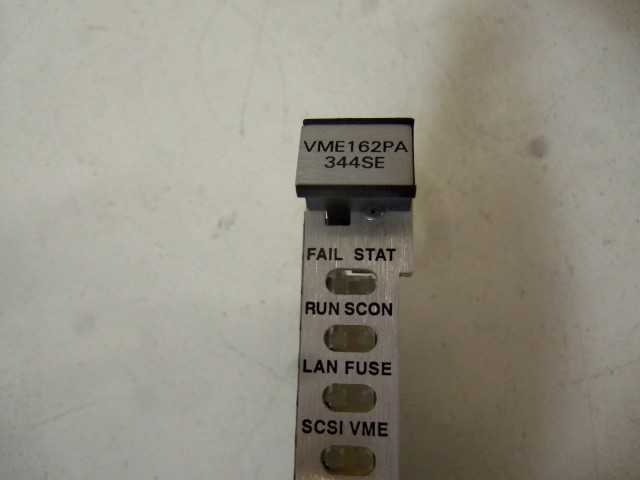 VME162PA
344SE
FAIL STAT
RUN SCON
LAN FUSE
SCSI VME